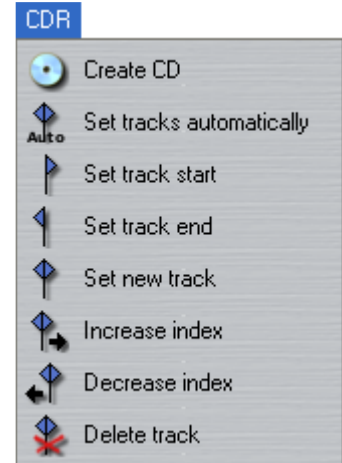 CDR
Create CD
Auto
Set tracks automatically
Set track start
Set track end
Set new track
Increase index
Decrease index
Delete track